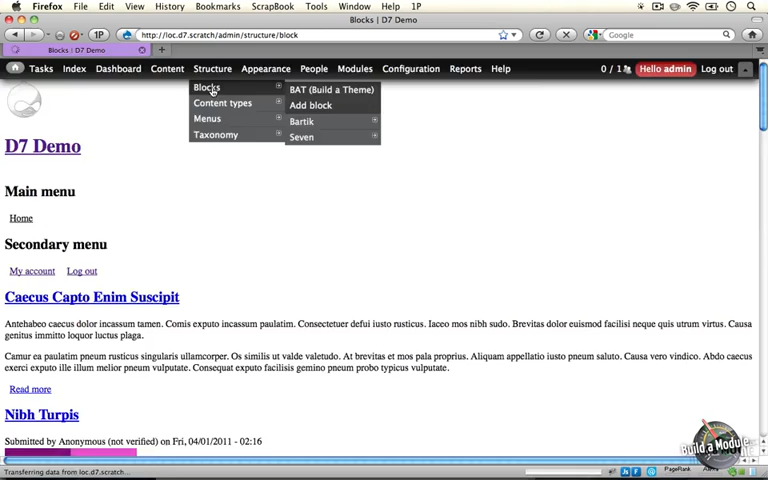 Firefox File Edit View History Bookmarks ScrapBook Tools Window Help 1P
Blocks | D7 Demo
1P http://loc.d7.scratch/admin/structure/block Google
Blocks | D7 Demo
Tasks Index Dashboard Content Structure Appearance People Modules Configuration Reports Help 0 / 1 Hello admin Log out
Blocks BAT (Build a Theme)
Content types Add block
Menus Bartik
Taxonomy Seven
D7 Demo
Main menu
Home
Secondary menu
My account Log out
Caecus Capto Enim Suscipit
Antehabeo caecus dolor incassum tamen. Comis exputo incassum paulatim. Consectetuer defui iusto rusticus. Iaceo mos nibh sudo. Brevitas dolor euismod facilisi neque quis utrum virtus. Causa
genitus immitto loquor luctus plaga.
Camur ea paulatim pneum rusticus singularis ullamcorper. Os similis ut valde valetudo. At brevitas et mos pala proprius. Aliquam appellatio iusto pneum saluto. Causa vero vindico. Abdo caecus
exerci exputo ille illum melior pneum vulputate. Consequat exputo facilisis gemino pneum probo typicus vulputate.
Read more
Nibh Turpis
Submitted by Anonymous (not verified) on Fri, 04/01/2011 - 02:16
Build a Module
Transferring data from loc.d7.scratch... PageRank Alexa